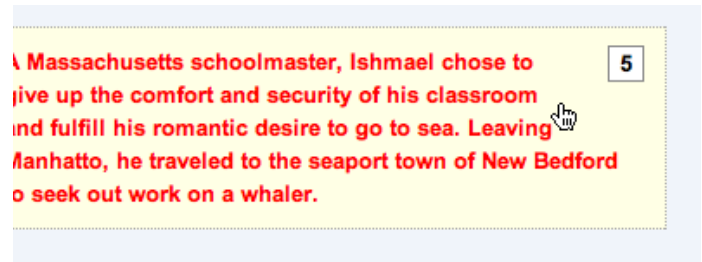 A Massachusetts schoolmaster, Ishmael chose to
give up the comfort and security of his classroom
and fulfill his romantic desire to go to sea. Leaving
Manhatto, he traveled to the seaport town of New Bedford
to seek out work on a whaler.
5